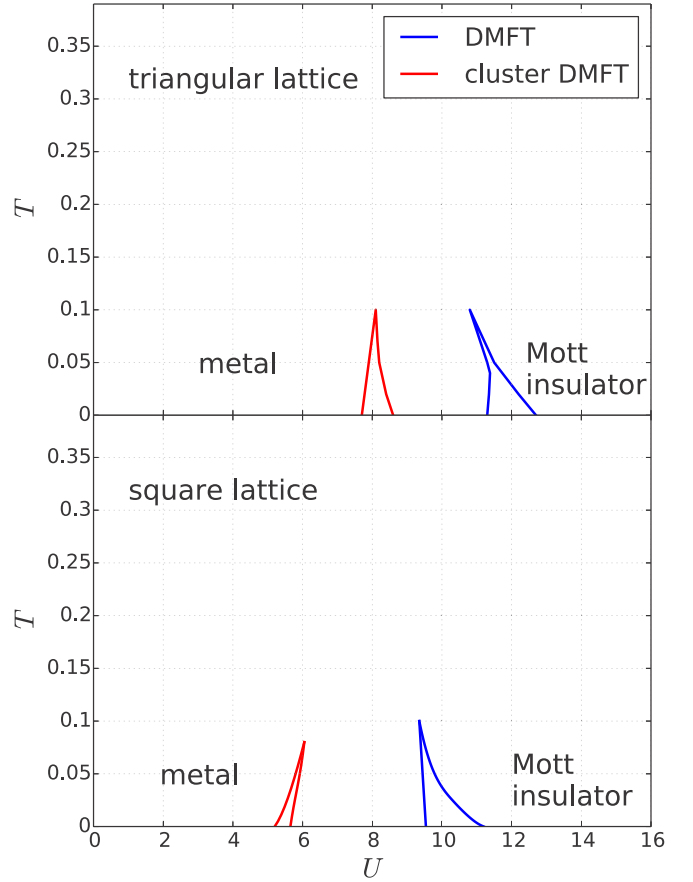 DMFT
cluster DMFT
triangular lattice
0.35
0.3
0.25
0.2
0.15
0.1
0.05
0
T
metal
Mott
insulator
square lattice
0.35
0.3
0.25
0.2
0.15
0.1
0.05
0
T
metal
Mott
insulator
0 2 4 6 8 10 12 14 16
U